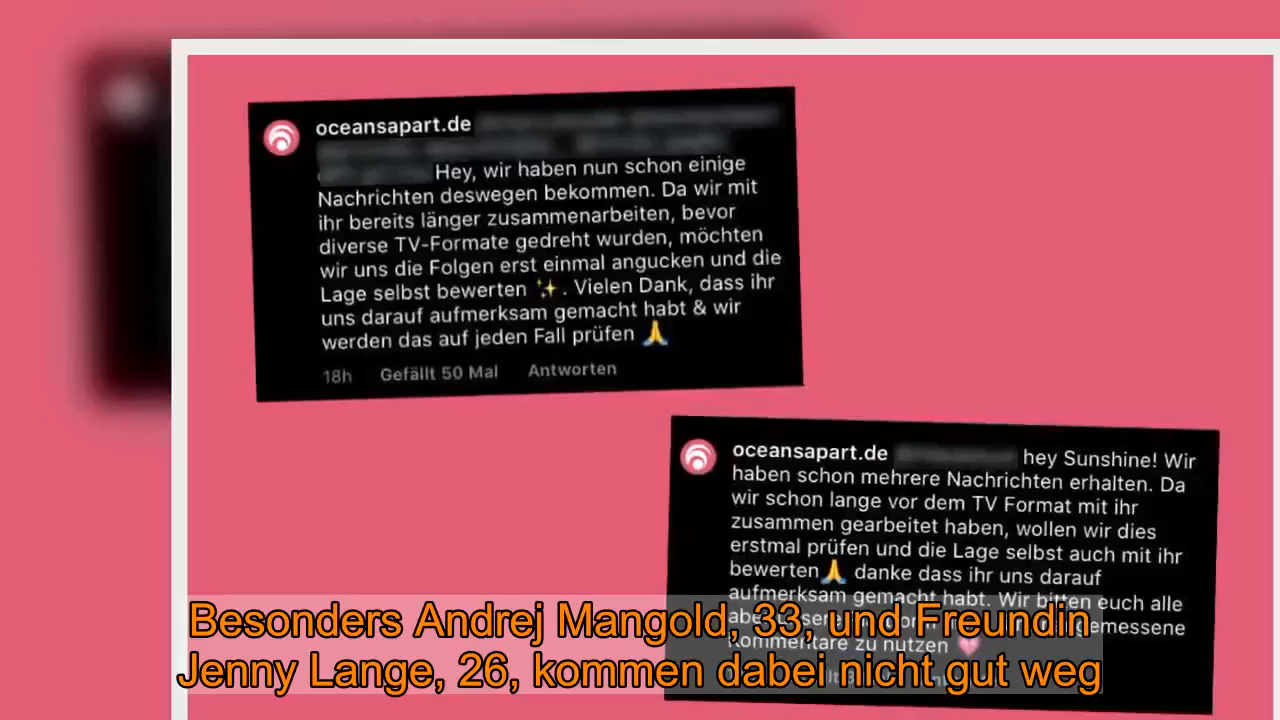 oceansapart.de
Hey, wir haben nun schon einige
Nachrichten deswegen bekommen. Da wir mit
ihr bereits länger zusammenarbeiten, bevor
diverse TV-Formate gedreht wurden, möchten
wir uns die Folgen erst einmal angucken und die
Lage selbst bewerten ✨. Vielen Dank, dass ihr
uns darauf aufmerksam gemacht habt & wir
werden das auf jeden Fall prüfen 🙏
18h Gefällt 50 Mal Antworten
oceansapart.de hey Sunshine! Wir
haben schon mehrere Nachrichten erhalten. Da
wir schon lange vor dem TV Format mit ihr
zusammen gearbeitet haben, wollen wir dies
erstmal prüfen und die Lage selbst auch mit ihr
bewerten🙏 danke dass ihr uns darauf
aufmerksam gemacht habt. Wir bitten euch alle
Kommentare zu nutzen 💗
Besonders Andrej Mangold, 33, und Freundin
Jenny Lange, 26, kommen dabei nicht gut weg